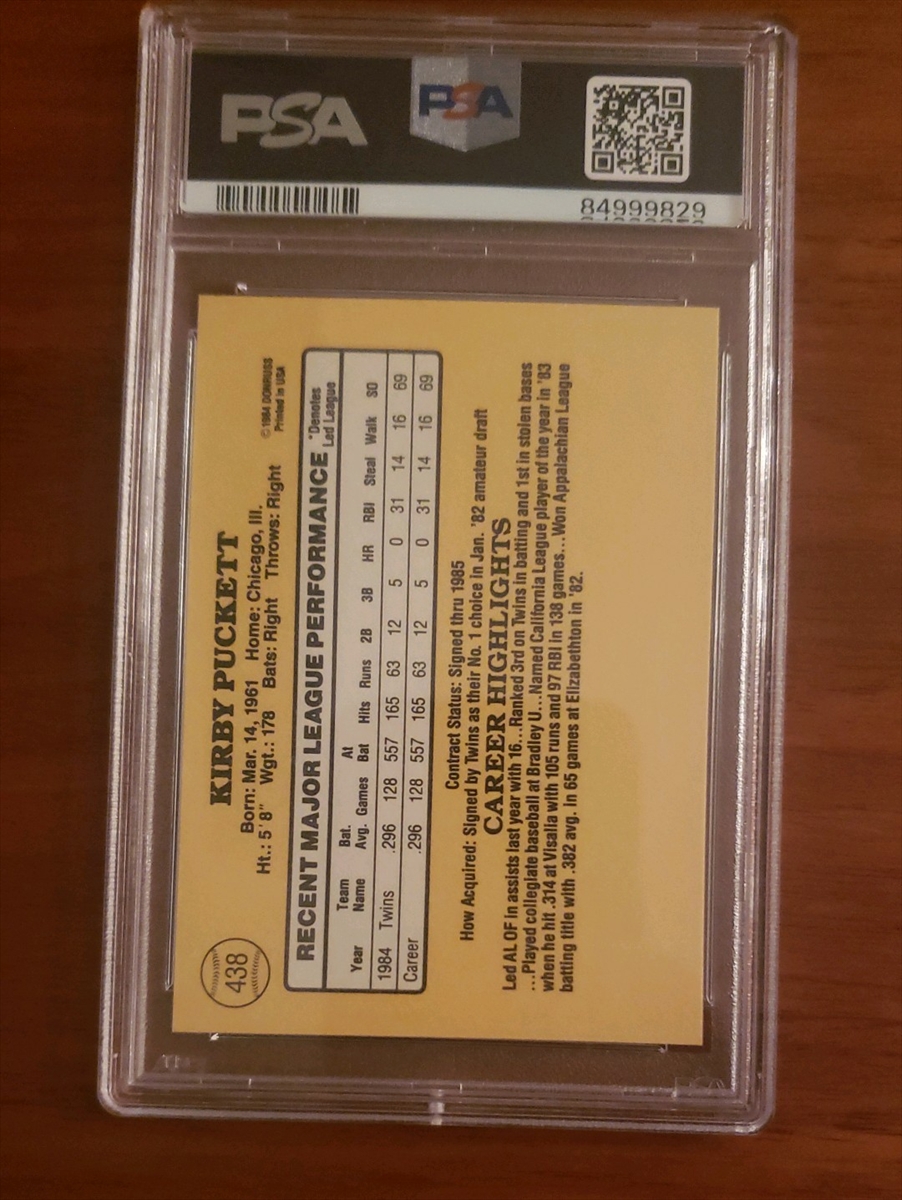 PSA
PSA
84999829
438
KIRBY PUCKETT
© 1984 DONRUSS
Printed in USA
Born: Mar. 14, 1961 Home: Chicago, Ill.
Ht.: 5'8" Wgt.: 178 Bats: Right Throws: Right
RECENT MAJOR LEAGUE PERFORMANCE *Denotes Led League
Year Team Name Bat. Avg. Games At Bat Hits Runs 2B 3B HR RBI Steal Walk SO
1984 Twins .296 128 557 165 63 12 5 0 31 14 16 69
Career .296 128 557 165 63 12 5 0 31 14 16 69
Contract Status: Signed thru 1985
How Acquired: Signed by Twins as their No. 1 choice in Jan. '82 amateur draft
CAREER HIGHLIGHTS
Led AL OF in assists last year with 16...Ranked 3rd on Twins in batting and 1st in stolen bases
...Played collegiate baseball at Bradley U...Named California League player of the year in '83
when he hit .314 at Visalia with 105 runs and 97 RBI in 138 games...Won Appalachian League
batting title with .382 avg. in 65 games at Elizabethton in '82.